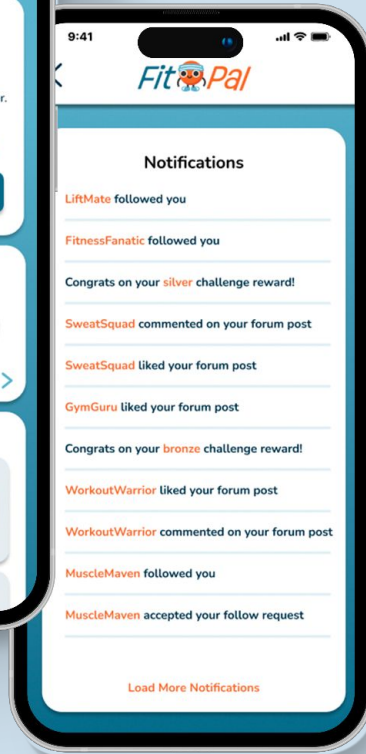 9:41
Fit Pal
r.
Notifications
LiftMate followed you
FitnessFanatic followed you
Congrats on your silver challenge reward!
SweatSquad commented on your forum post
SweatSquad liked your forum post
GymGuru liked your forum post
Congrats on your bronze challenge reward!
WorkoutWarrior liked your forum post
WorkoutWarrior commented on your forum post
MuscleMaven followed you
MuscleMaven accepted your follow request
Load More Notifications